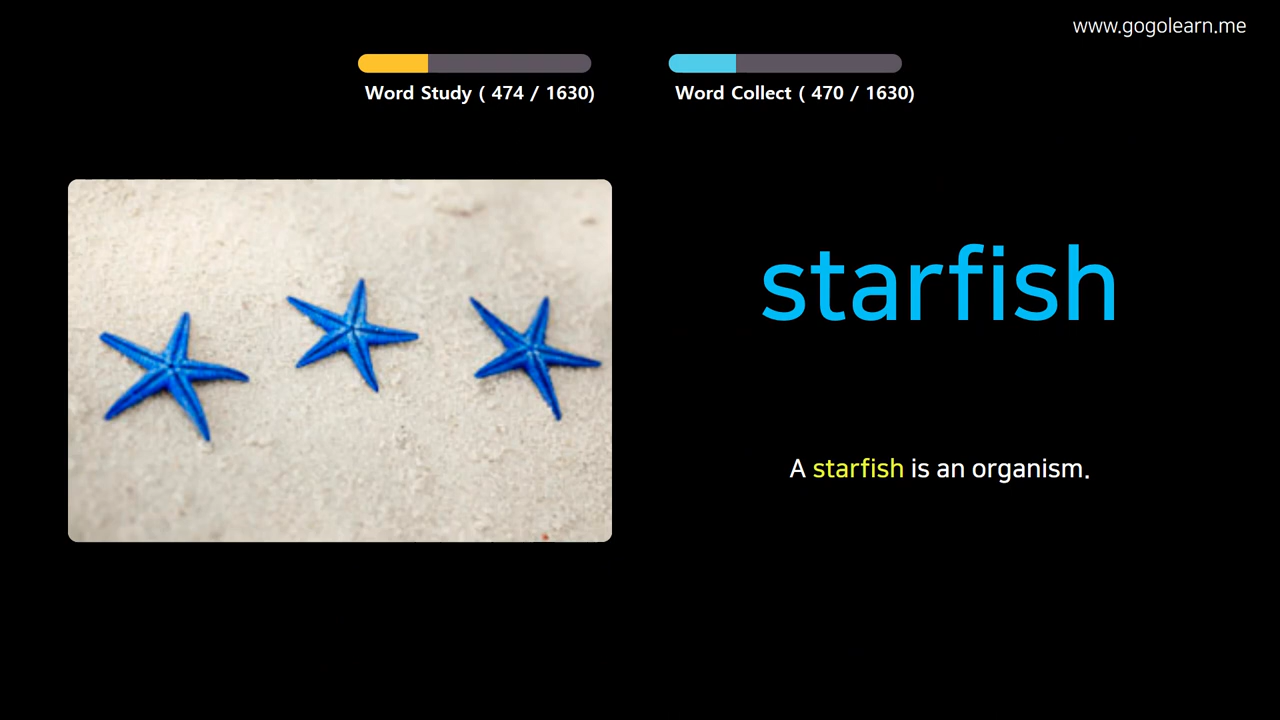 www.gogolearn.me
Word Study ( 474 / 1630)
Word Collect ( 470 / 1630)
starfish
A starfish is an organism.